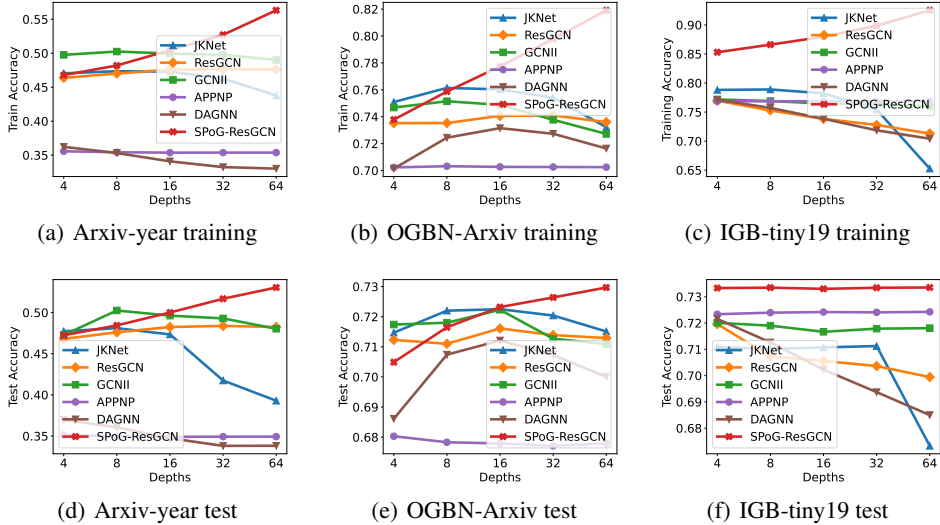 Train Accuracy
0.55
0.50
0.45
0.40
0.35
JKNet
ResGCN
GCNII
APPNP
DAGNN
SPoG-ResGCN
4 8 16 32 64
Depths
(a) Arxiv-year training
Train Accuracy
0.82
0.80
0.78
0.76
0.74
0.72
0.70
JKNet
ResGCN
GCNII
APPNP
DAGNN
SPoG-ResGCN
4 8 16 32 64
Depths
(b) OGBN-Arxiv training
Training Accuracy
0.90
0.85
0.80
0.75
0.70
0.65
JKNet
ResGCN
GCNII
APPNP
DAGNN
SPoG-ResGCN
4 8 16 32 64
Depths
(c) IGB-tiny19 training
Test Accuracy
0.50
0.45
0.40
0.35
JKNet
ResGCN
GCNII
APPNP
DAGNN
SPoG-ResGCN
4 8 16 32 64
Depths
(d) Arxiv-year test
Test Accuracy
0.73
0.72
0.71
0.70
0.69
0.68
JKNet
ResGCN
GCNII
APPNP
DAGNN
SPoG-ResGCN
4 8 16 32 64
Depths
(e) OGBN-Arxiv test
Test Accuracy
0.73
0.72
0.71
0.70
0.69
0.68
JKNet
ResGCN
GCNII
APPNP
DAGNN
SPoG-ResGCN
4 8 16 32 64
Depths
(f) IGB-tiny19 test